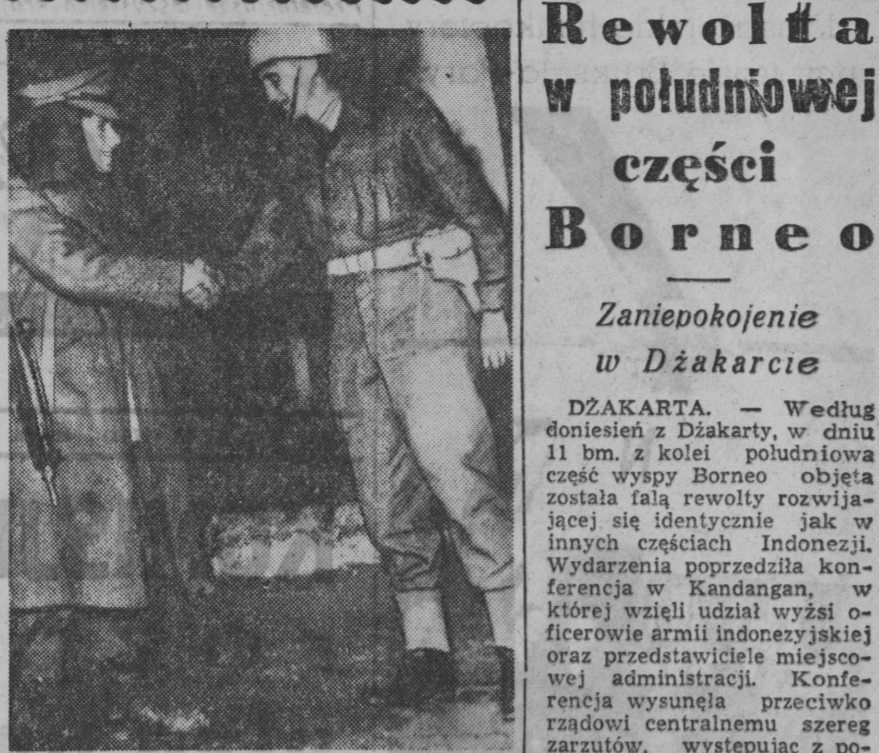 Rewolta
w południowej
części
Borneo
Zaniepokojenie
w Dżakarcie
DŻAKARTA. — Według
doniesień z Dżakarty, w dniu
11 bm. z kolei południowa
część wyspy Borneo objęta
została falą rewolty rozwija-
jącej się identycznie jak w
innych częściach Indonezji.
Wydarzenia poprzedziła kon-
ferencja w Kandangan, w
której wzięli udział wyżsi o-
ficerowie armii indonezyjskiej
oraz przedstawiciele miejsco-
wej administracji. Konfe-
rencja wysunęła przeciwko
rządowi centralnemu szereg
zarzutów, występując z po-